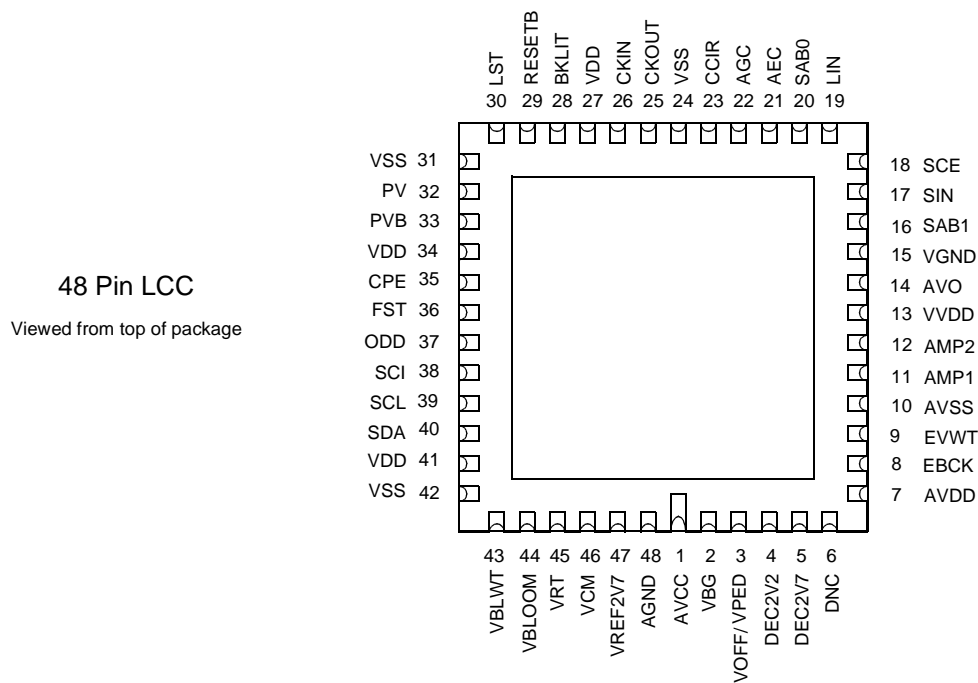 LST
RESETB
BKLIT
VDD
CKIN
CKOUT
VSS
CCIR
AGC
AEC
SAB0
LIN
30 29 28 27 26 25 24 23 22 21 20 19
VSS 31
PV 32
PVB 33
VDD 34
CPE 35
FST 36
ODD 37
SCI 38
SCL 39
SDA 40
VDD 41
VSS 42
48 Pin LCC
Viewed from top of package
18 SCE
17 SIN
16 SAB1
15 VGND
14 AVO
13 VVDD
12 AMP2
11 AMP1
10 AVSS
9 EVWT
8 EBCK
7 AVDD
43 44 45 46 47 48 1 2 3 4 5 6
VBLWT
VBLOOM
VRT
VCM
VREF2V7
AGND
AVCC
VBG
VOFF/ VPED
DEC2V2
DEC2V7
DNC